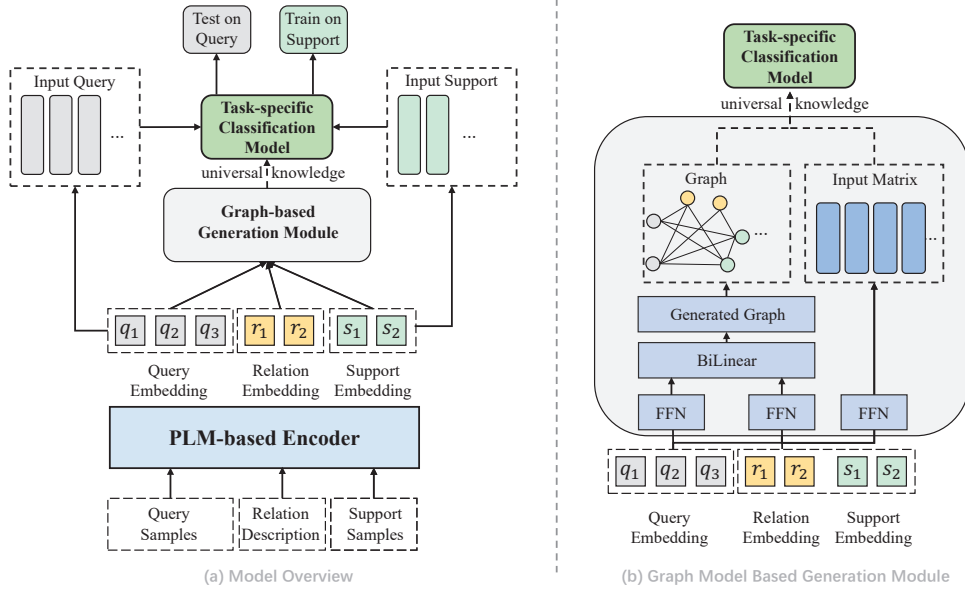 Test on
Query
Train on
Support
Input Query
...
Task-specific
Classification
Model
Input Support
...
universal knowledge
Graph-based
Generation Module
q1 q2 q3 r1 r2 s1 s2
Query
Embedding
Relation
Embedding
Support
Embedding
PLM-based Encoder
Query
Samples
Relation
Description
Support
Samples
(a) Model Overview
Task-specific
Classification
Model
universal knowledge
Graph
...
Input Matrix
...
Generated Graph
BiLinear
FFN FFN FFN
q1 q2 q3 r1 r2 s1 s2
Query
Embedding
Relation
Embedding
Support
Embedding
(b) Graph Model Based Generation Module